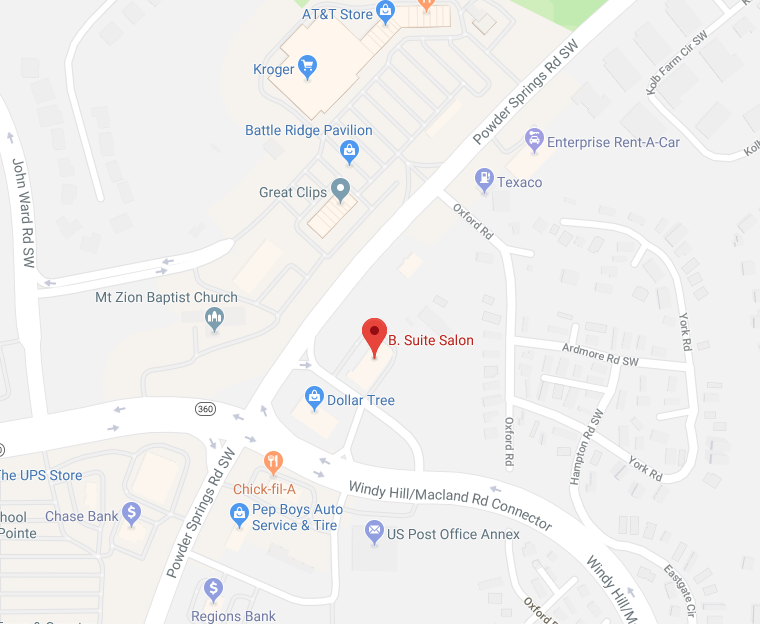 AT&T Store
Kroger
Powder Springs Rd SW
Kolb Farm Cir SW
Battle Ridge Pavilion
Enterprise Rent-A-Car
Great Clips
Texaco
Oxford Rd
John Ward Rd SW
Mt Zion Baptist Church
B. Suite Salon
York Rd
Ardmore Rd SW
Dollar Tree
360
Oxford Rd
Hampton Rd SW
York Rd
The UPS Store
Chick-fil-A
Windy Hill/Macland Rd Connector
Powder Springs Rd SW
Chase Bank
Pep Boys Auto
Service & Tire
hool
Pointe
US Post Office Annex
Windy Hill/M
Eastgate Cir
Regions Bank
Oxford Rd